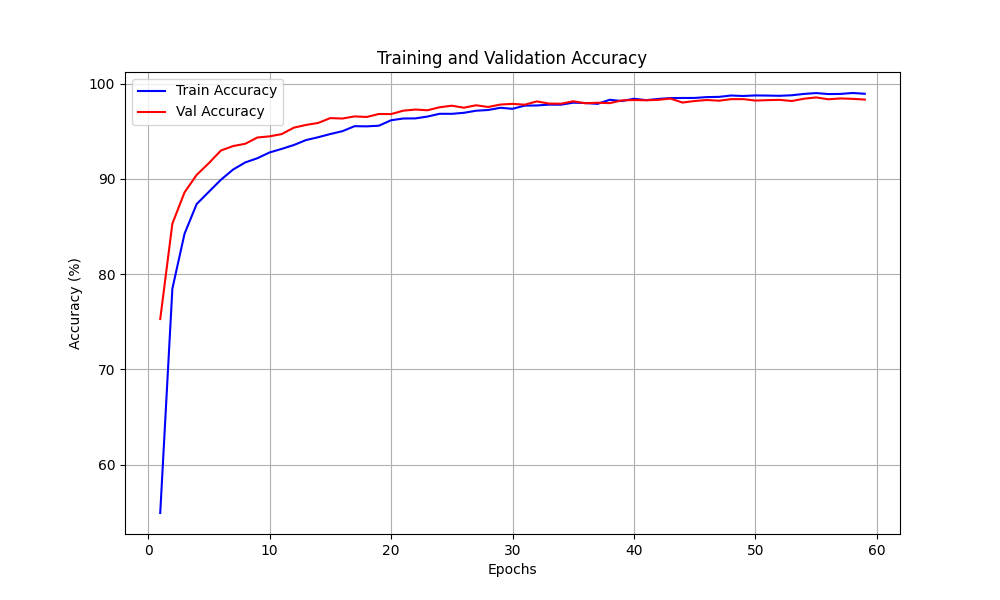 Training and Validation Accuracy
Train Accuracy
Val Accuracy
Accuracy (%)
100
90
80
70
60
0 10 20 30 40 50 60
Epochs